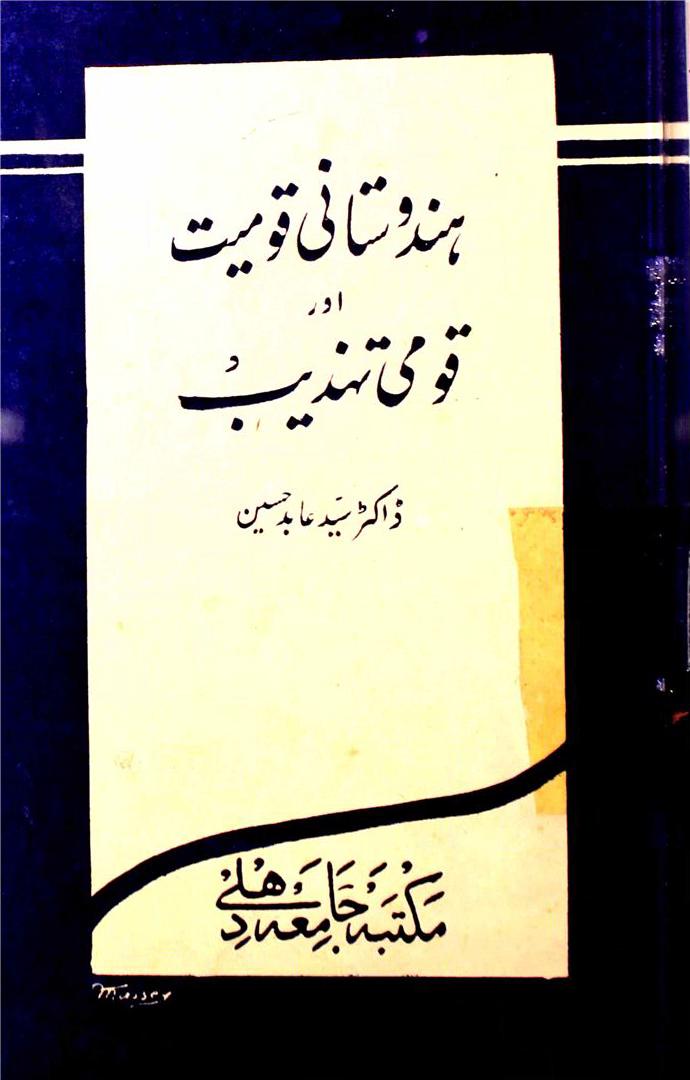 ہندوستانی قومیت
اور
قومی تہذیب
ڈاکٹر سید عابد حسین
مکتبہ جامعہ دہلی